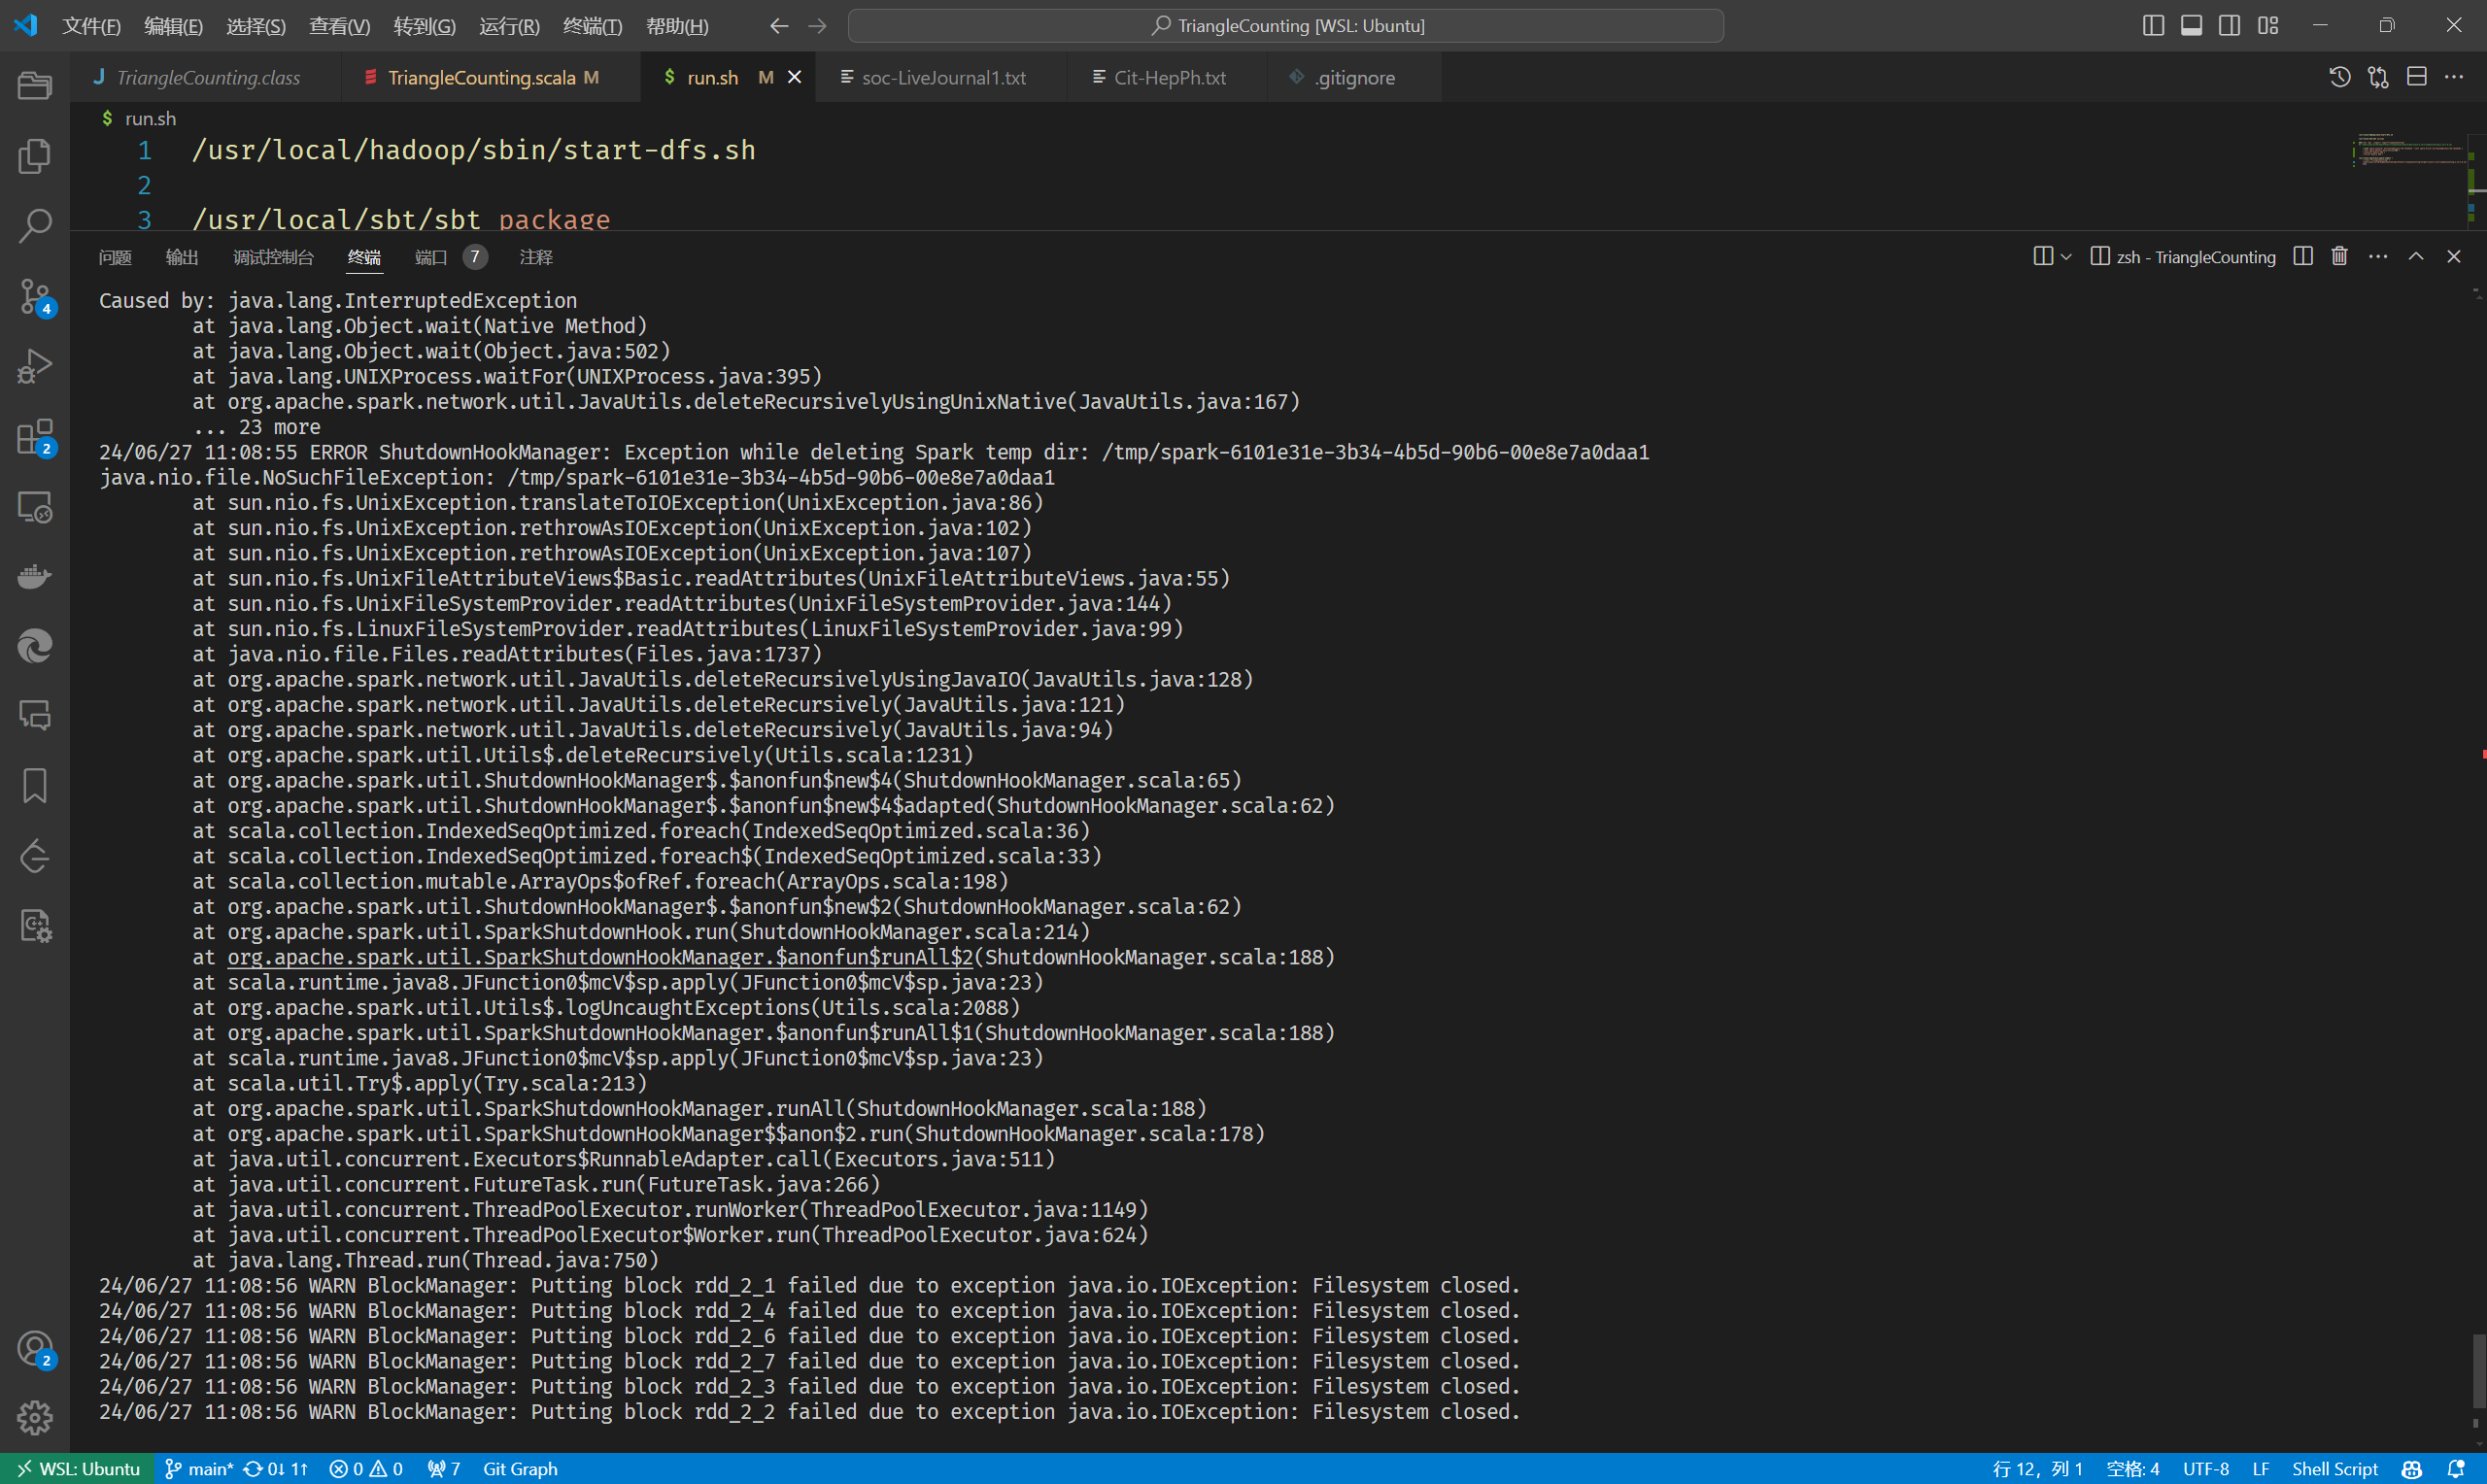 文件(F) 编辑(E) 选择(S) 查看(V) 转到(G) 运行(R) 终端(T) 帮助(H) TriangleCounting [WSL: Ubuntu]
TriangleCounting.class TriangleCounting.scala M run.sh M soc-LiveJournal1.txt Cit-HepPh.txt .gitignore
$ run.sh
1 /usr/local/hadoop/sbin/start-dfs.sh
2
3 /usr/local/sbt/sbt package
问题 输出 调试控制台 终端 端口 7 注释 zsh - TriangleCounting
Caused by: java.lang.InterruptedException
at java.lang.Object.wait(Native Method)
at java.lang.Object.wait(Object.java:502)
at java.lang.UNIXProcess.waitFor(UNIXProcess.java:395)
at org.apache.spark.network.util.JavaUtils.deleteRecursivelyUsingUnixNative(JavaUtils.java:167)
... 23 more
24/06/27 11:08:55 ERROR ShutdownHookManager: Exception while deleting Spark temp dir: /tmp/spark-6101e31e-3b34-4b5d-90b6-00e8e7a0daa1
java.nio.file.NoSuchFileException: /tmp/spark-6101e31e-3b34-4b5d-90b6-00e8e7a0daa1
at sun.nio.fs.UnixException.translateToIOException(UnixException.java:86)
at sun.nio.fs.UnixException.rethrowAsIOException(UnixException.java:102)
at sun.nio.fs.UnixException.rethrowAsIOException(UnixException.java:107)
at sun.nio.fs.UnixFileAttributeViews$Basic.readAttributes(UnixFileAttributeViews.java:55)
at sun.nio.fs.UnixFileSystemProvider.readAttributes(UnixFileSystemProvider.java:144)
at sun.nio.fs.LinuxFileSystemProvider.readAttributes(LinuxFileSystemProvider.java:99)
at java.nio.file.Files.readAttributes(Files.java:1737)
at org.apache.spark.network.util.JavaUtils.deleteRecursivelyUsingJavaIO(JavaUtils.java:128)
at org.apache.spark.network.util.JavaUtils.deleteRecursively(JavaUtils.java:121)
at org.apache.spark.network.util.JavaUtils.deleteRecursively(JavaUtils.java:94)
at org.apache.spark.util.Utils$.deleteRecursively(Utils.scala:1231)
at org.apache.spark.util.ShutdownHookManager$.$anonfun$new$4(ShutdownHookManager.scala:65)
at org.apache.spark.util.ShutdownHookManager$.$anonfun$new$4$adapted(ShutdownHookManager.scala:62)
at scala.collection.IndexedSeqOptimized.foreach(IndexedSeqOptimized.scala:36)
at scala.collection.IndexedSeqOptimized.foreach$(IndexedSeqOptimized.scala:33)
at scala.collection.mutable.ArrayOps$ofRef.foreach(ArrayOps.scala:198)
at org.apache.spark.util.ShutdownHookManager$.$anonfun$new$2(ShutdownHookManager.scala:62)
at org.apache.spark.util.SparkShutdownHook.run(ShutdownHookManager.scala:214)
at org.apache.spark.util.SparkShutdownHookManager.$anonfun$runAll$2(ShutdownHookManager.scala:188)
at scala.runtime.java8.JFunction0$mcV$sp.apply(JFunction0$mcV$sp.java:23)
at org.apache.spark.util.Utils$.logUncaughtExceptions(Utils.scala:2088)
at org.apache.spark.util.SparkShutdownHookManager.$anonfun$runAll$1(ShutdownHookManager.scala:188)
at scala.runtime.java8.JFunction0$mcV$sp.apply(JFunction0$mcV$sp.java:23)
at scala.util.Try$.apply(Try.scala:213)
at org.apache.spark.util.SparkShutdownHookManager.runAll(ShutdownHookManager.scala:188)
at org.apache.spark.util.SparkShutdownHookManager$$anon$2.run(ShutdownHookManager.scala:178)
at java.util.concurrent.Executors$RunnableAdapter.call(Executors.java:511)
at java.util.concurrent.FutureTask.run(FutureTask.java:266)
at java.util.concurrent.ThreadPoolExecutor.runWorker(ThreadPoolExecutor.java:1149)
at java.util.concurrent.ThreadPoolExecutor$Worker.run(ThreadPoolExecutor.java:624)
at java.lang.Thread.run(Thread.java:750)
24/06/27 11:08:56 WARN BlockManager: Putting block rdd_2_1 failed due to exception java.io.IOException: Filesystem closed.
24/06/27 11:08:56 WARN BlockManager: Putting block rdd_2_4 failed due to exception java.io.IOException: Filesystem closed.
24/06/27 11:08:56 WARN BlockManager: Putting block rdd_2_6 failed due to exception java.io.IOException: Filesystem closed.
24/06/27 11:08:56 WARN BlockManager: Putting block rdd_2_7 failed due to exception java.io.IOException: Filesystem closed.
24/06/27 11:08:56 WARN BlockManager: Putting block rdd_2_3 failed due to exception java.io.IOException: Filesystem closed.
24/06/27 11:08:56 WARN BlockManager: Putting block rdd_2_2 failed due to exception java.io.IOException: Filesystem closed.
4
2
2
WSL: Ubuntu main* 0↓ 1↑ 0 0 7 Git Graph 行 12，列 1 空格: 4 UTF-8 LF Shell Script